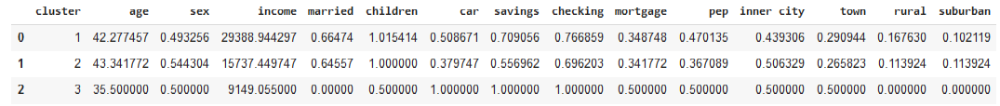 cluster age sex income married children car savings checking mortgage pep inner city town rural suburban
0 1 42.277457 0.493256 29388.944297 0.66474 1.015414 0.508671 0.709056 0.766859 0.348748 0.470135 0.439306 0.290944 0.167630 0.102119
1 2 43.341772 0.544304 15737.449747 0.64557 1.000000 0.379747 0.556962 0.696203 0.341772 0.367089 0.506329 0.265823 0.113924 0.113924
2 3 35.500000 0.500000 9149.055000 0.00000 0.500000 1.000000 1.000000 1.000000 0.500000 0.500000 0.500000 0.500000 0.000000 0.000000